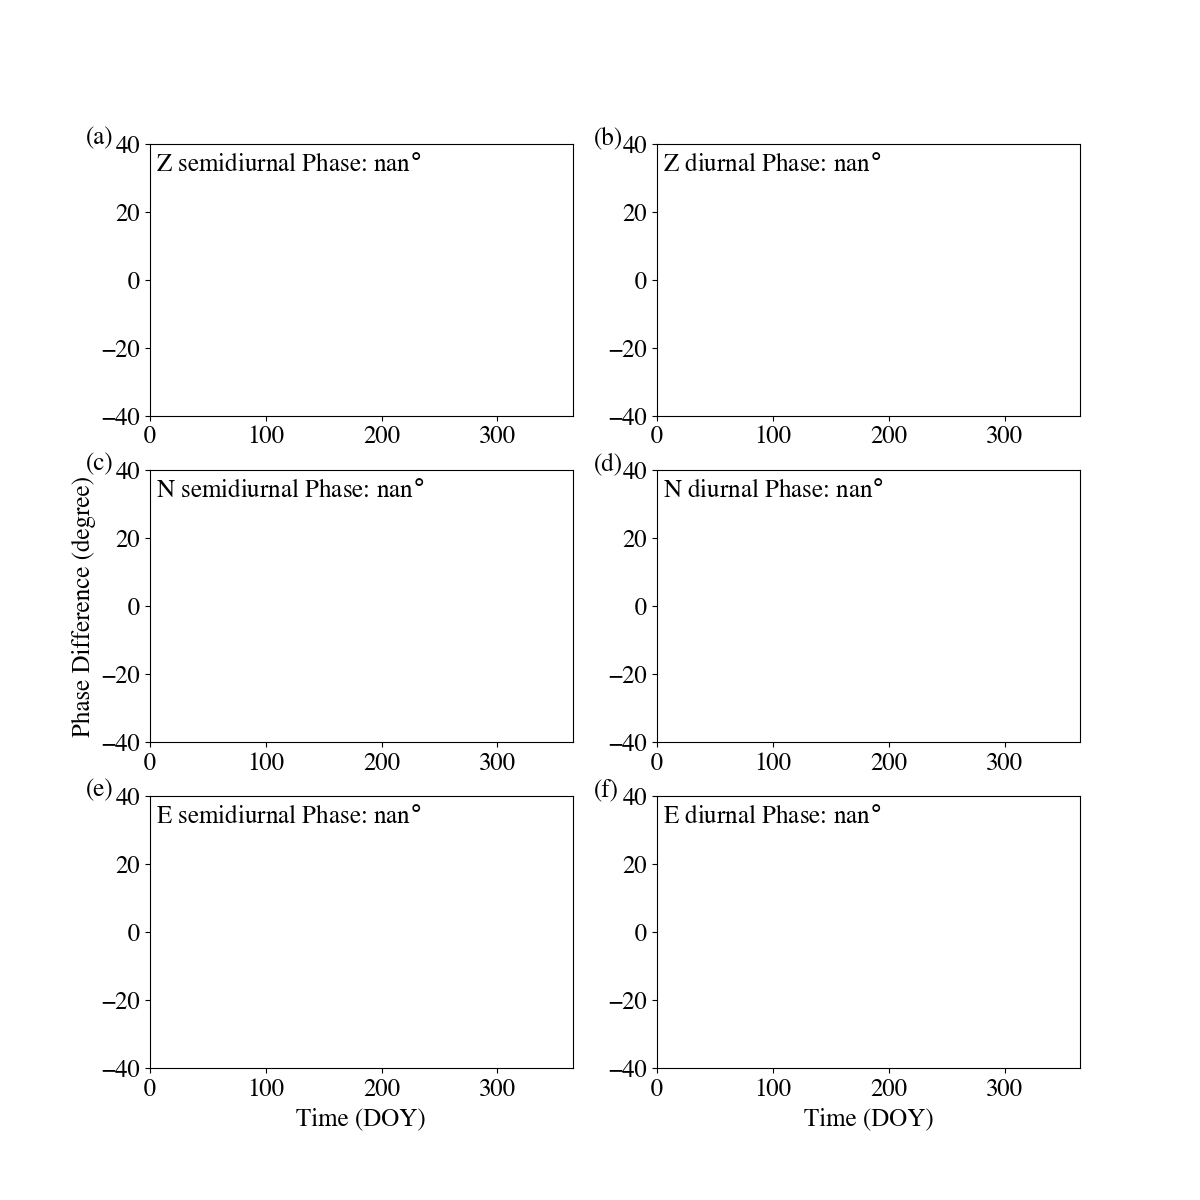 (a)
Z semidiurnal Phase: nan°
40
20
0
−20
−40
0 100 200 300
(b)
Z diurnal Phase: nan°
40
20
0
−20
−40
0 100 200 300
Phase Difference (degree)
(c)
N semidiurnal Phase: nan°
40
20
0
−20
−40
0 100 200 300
(d)
N diurnal Phase: nan°
40
20
0
−20
−40
0 100 200 300
(e)
E semidiurnal Phase: nan°
40
20
0
−20
−40
0 100 200 300
Time (DOY)
(f)
E diurnal Phase: nan°
40
20
0
−20
−40
0 100 200 300
Time (DOY)